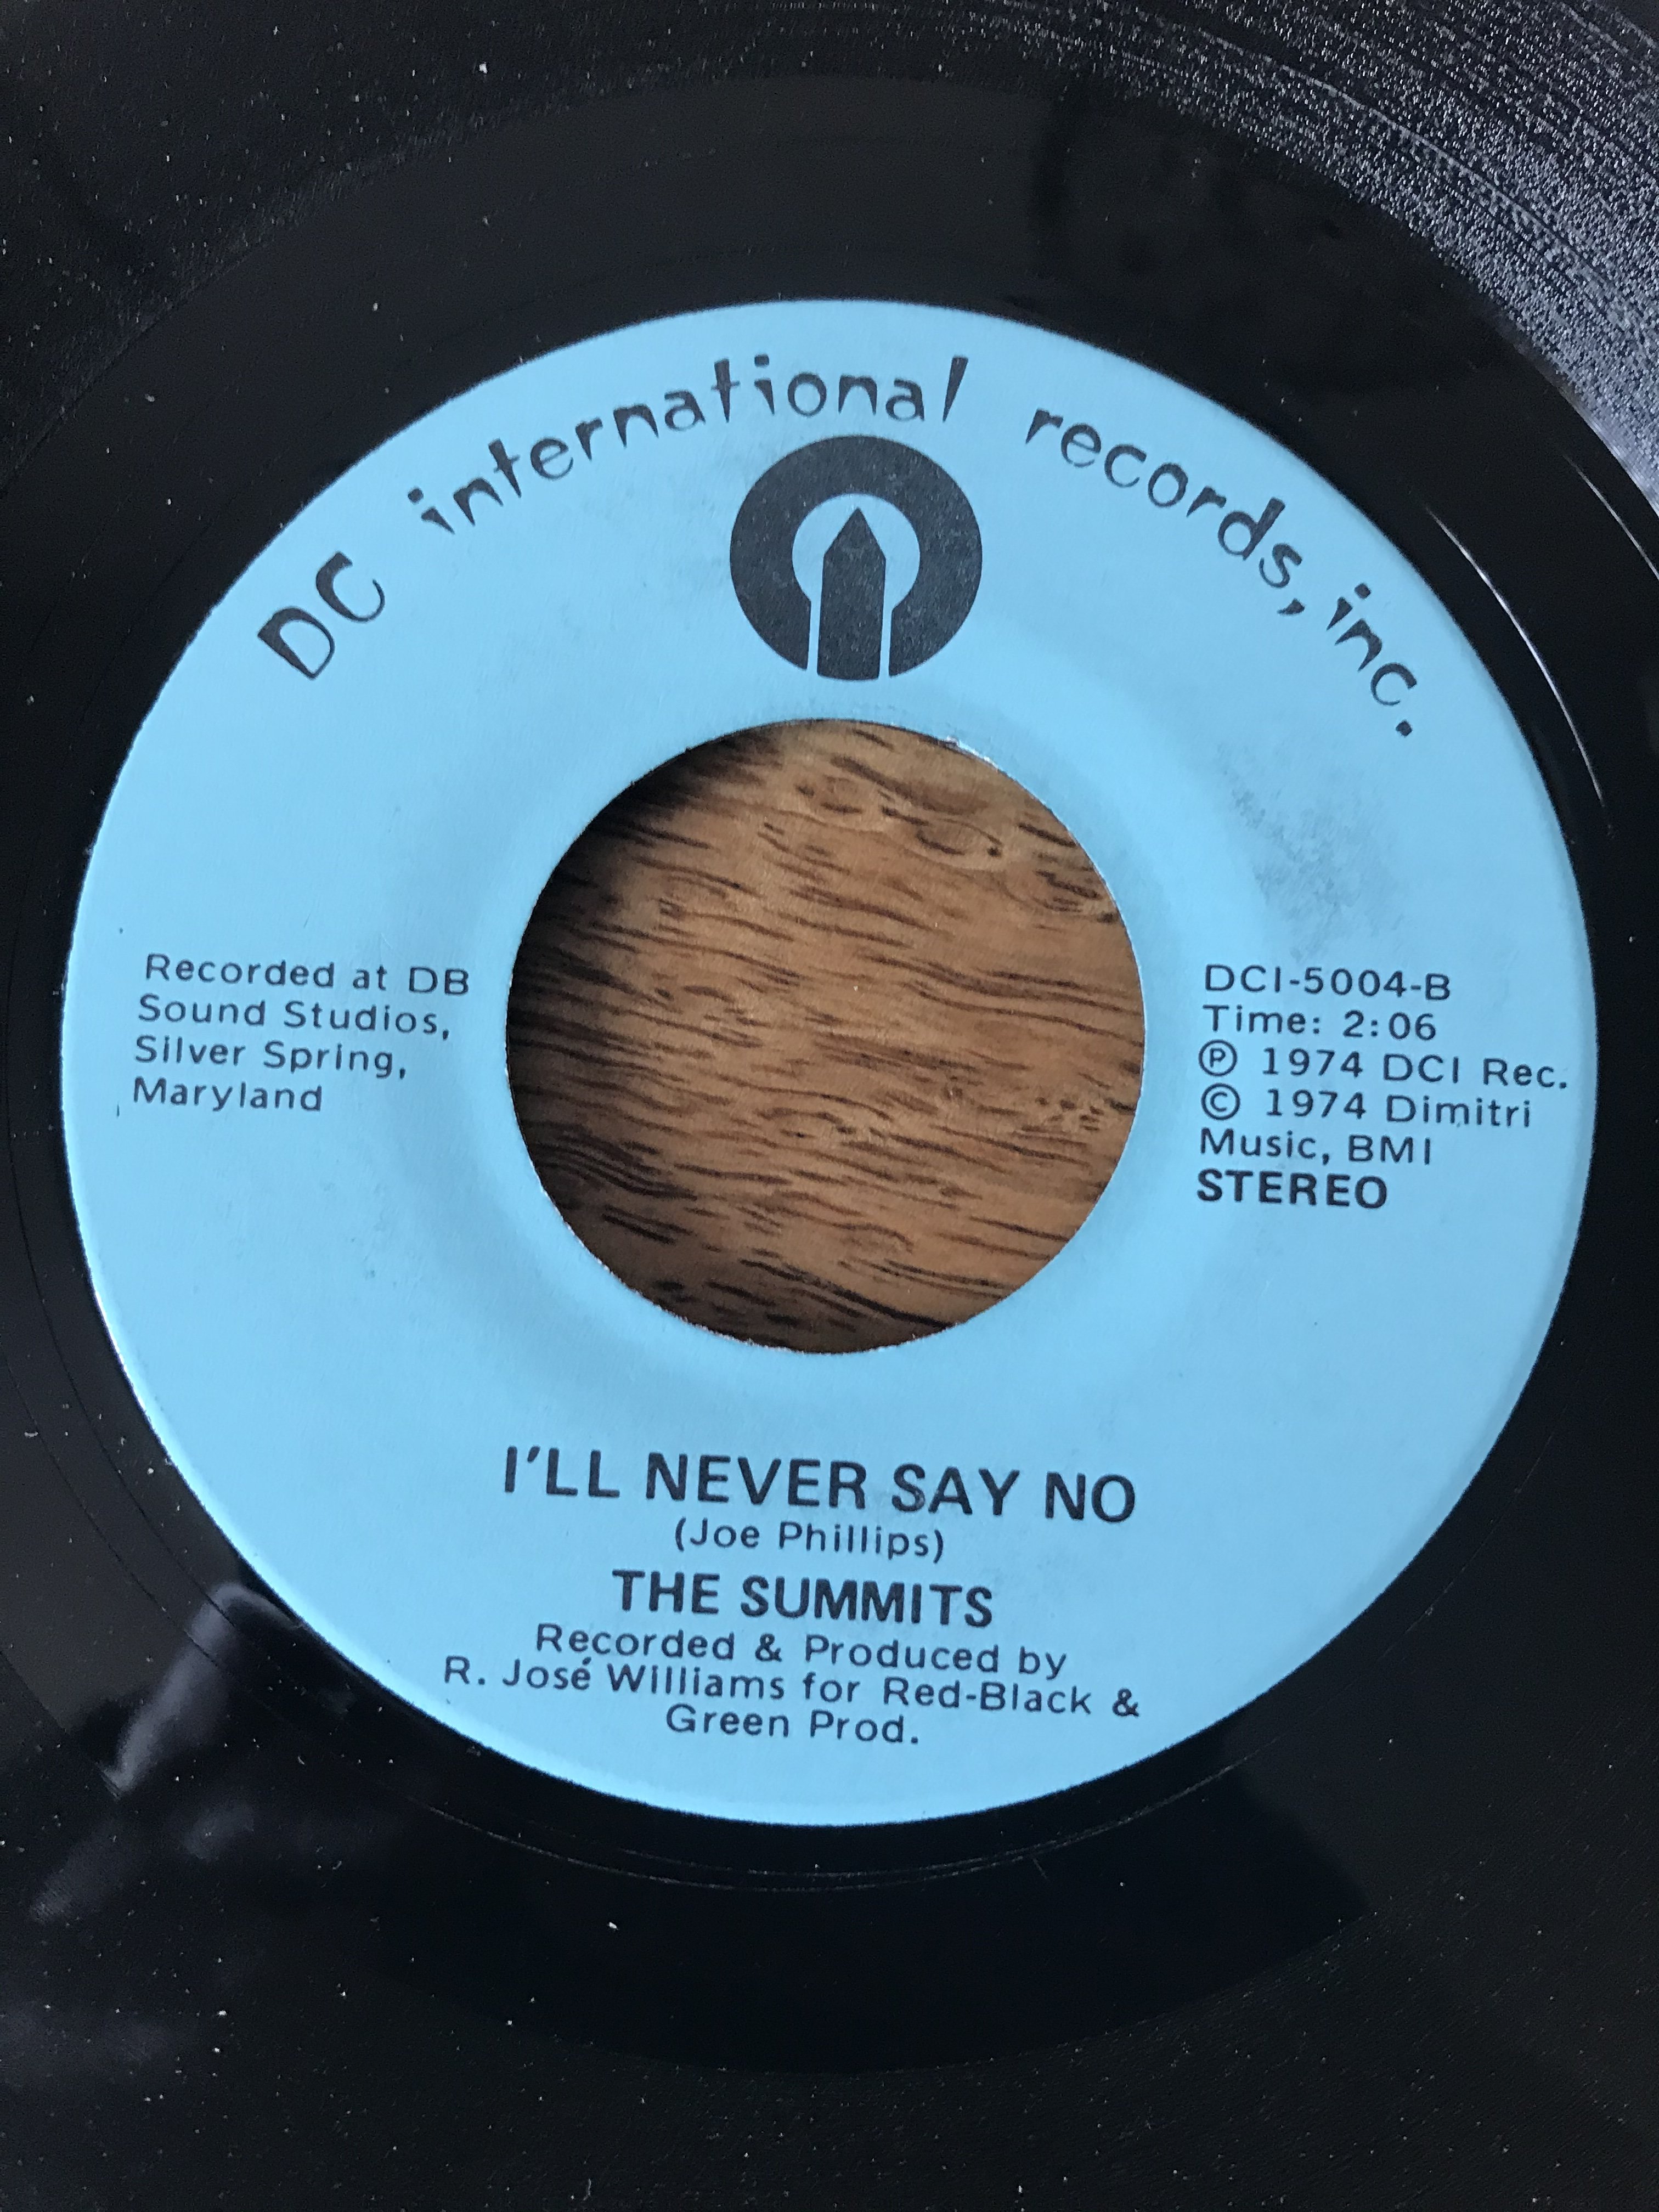 DC international records, inc.
Recorded at DB
Sound Studios,
Silver Spring,
Maryland
DCI-5004-B
Time: 2:06
℗ 1974 DCI Rec.
© 1974 Dimitri
Music, BMI
STEREO
I'LL NEVER SAY NO
(Joe Phillips)
THE SUMMITS
Recorded & Produced by
R. José Williams for Red-Black &
Green Prod.